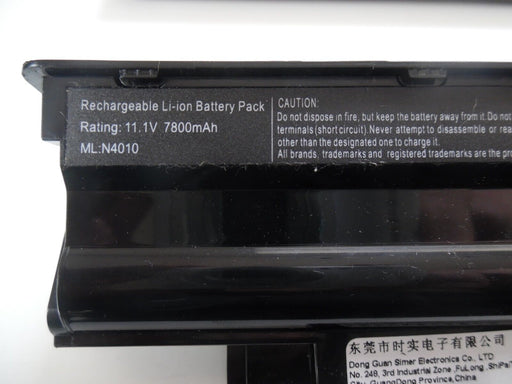 Rechargeable Li-ion Battery Pack
Rating: 11.1V 7800mAh
ML:N4010
CAUTION:
Do not dispose in fire, but keep the battery away from it. Do not
terminals (short circuit). Never attempt to disassemble or rea
other than the designated one to charge it.
All brands, trademarks and registered trademarks are the pro
东莞市时实电子有限公司
Dong Guan Simer Electronics Co. Ltd
No. 248, 3rd Industrial Zone ,FuLong ,ShiPaiT
City, GuangDong Province,China